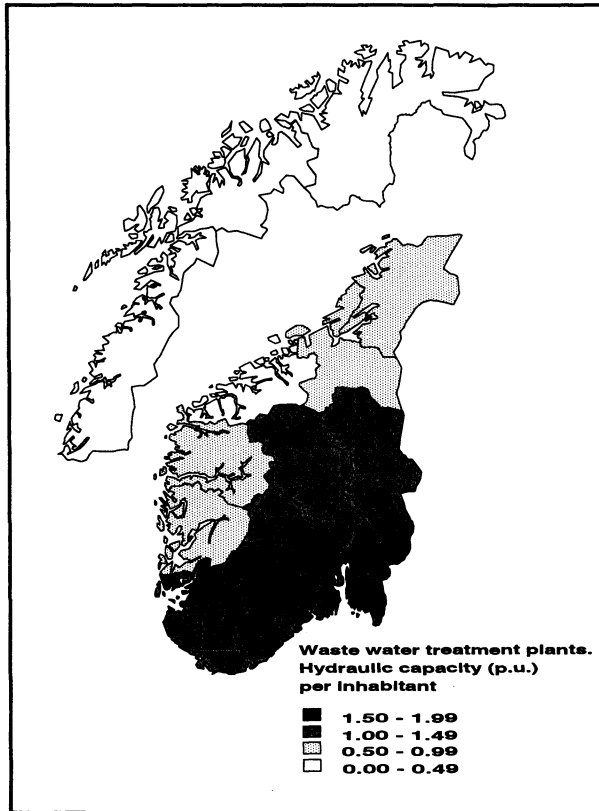 Waste water treatment plants.
Hydraulic capacity (p.u.)
per inhabitant
1.50 - 1.99
1.00 - 1.49
0.50 - 0.99
0.00 - 0.49